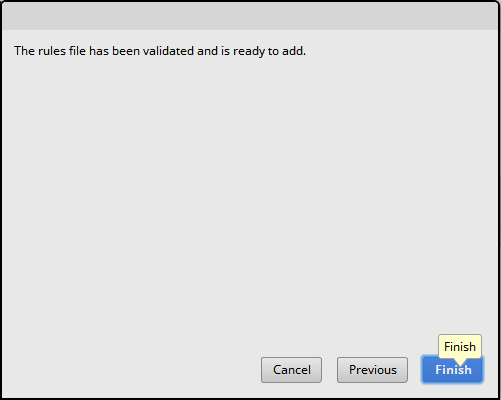 The rules file has been validated and is ready to add.
Finish
Cancel Previous Finish